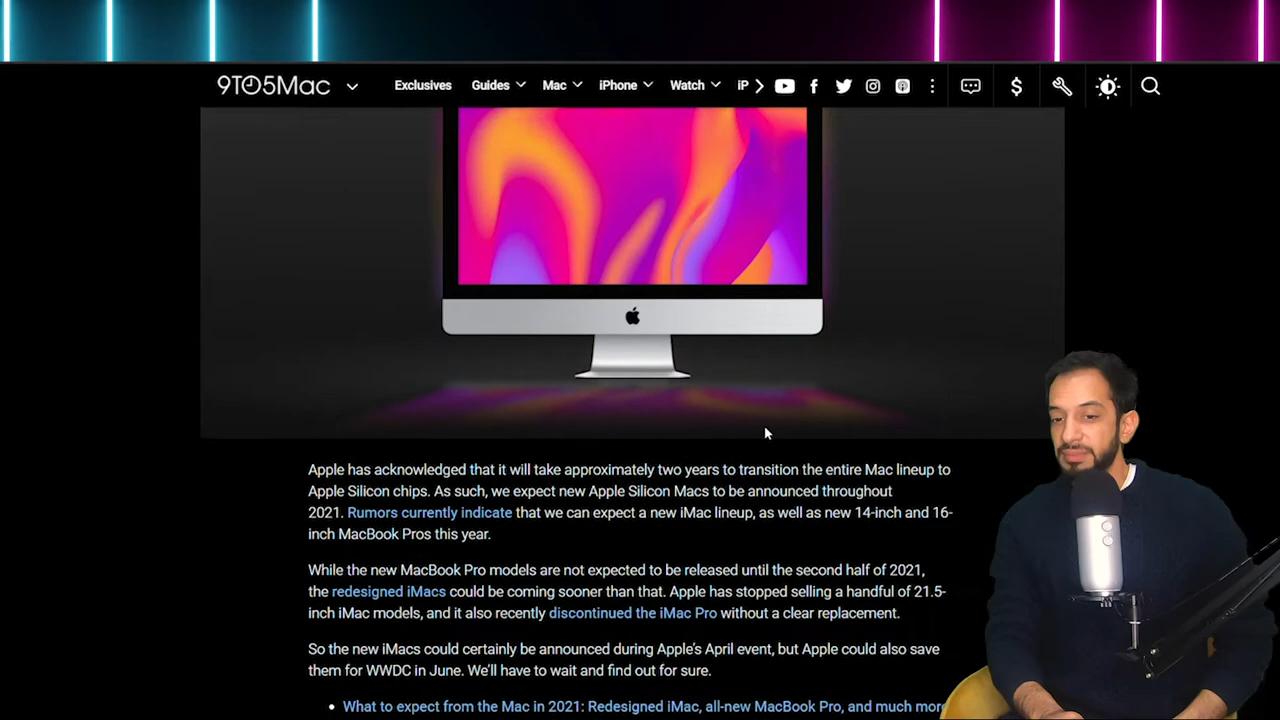 9TO5Mac Exclusives Guides Mac iPhone Watch iP
Apple has acknowledged that it will take approximately two years to transition the entire Mac lineup to
Apple Silicon chips. As such, we expect new Apple Silicon Macs to be announced throughout
2021. Rumors currently indicate that we can expect a new iMac lineup, as well as new 14-inch and 16-
inch MacBook Pros this year.
While the new MacBook Pro models are not expected to be released until the second half of 2021,
the redesigned iMacs could be coming sooner than that. Apple has stopped selling a handful of 21.5-
inch iMac models, and it also recently discontinued the iMac Pro without a clear replacement.
So the new iMacs could certainly be announced during Apple's April event, but Apple could also save
them for WWDC in June. We'll have to wait and find out for sure.
• What to expect from the Mac in 2021: Redesigned iMac, all-new MacBook Pro, and much more